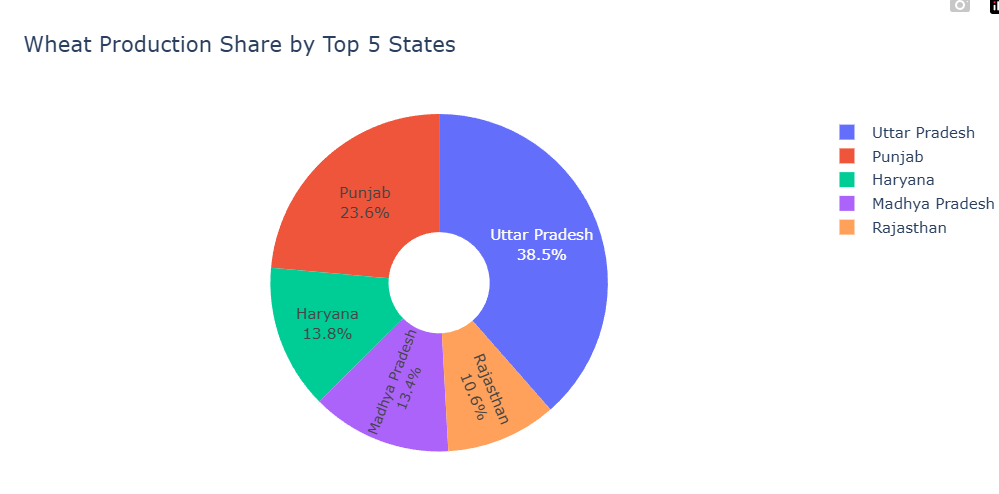 Wheat Production Share by Top 5 States
Uttar Pradesh
38.5%
Punjab
23.6%
Haryana
13.8%
Madhya Pradesh
13.4%
Rajasthan
10.6%
Uttar Pradesh
Punjab
Haryana
Madhya Pradesh
Rajasthan